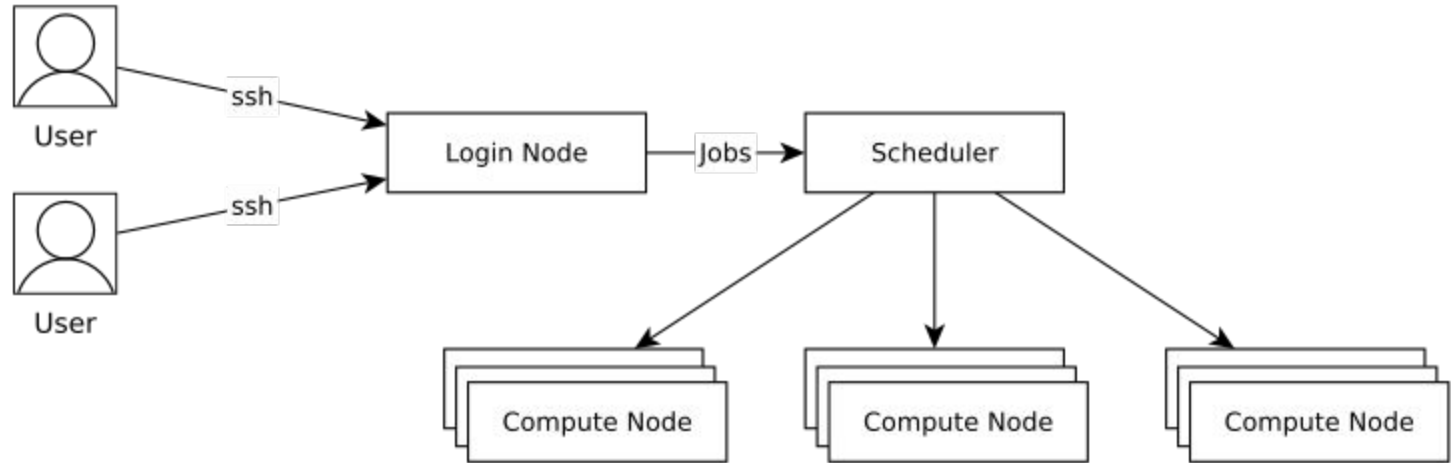 ssh
User
Login Node
Jobs
Scheduler
ssh
User
Compute Node
Compute Node
Compute Node